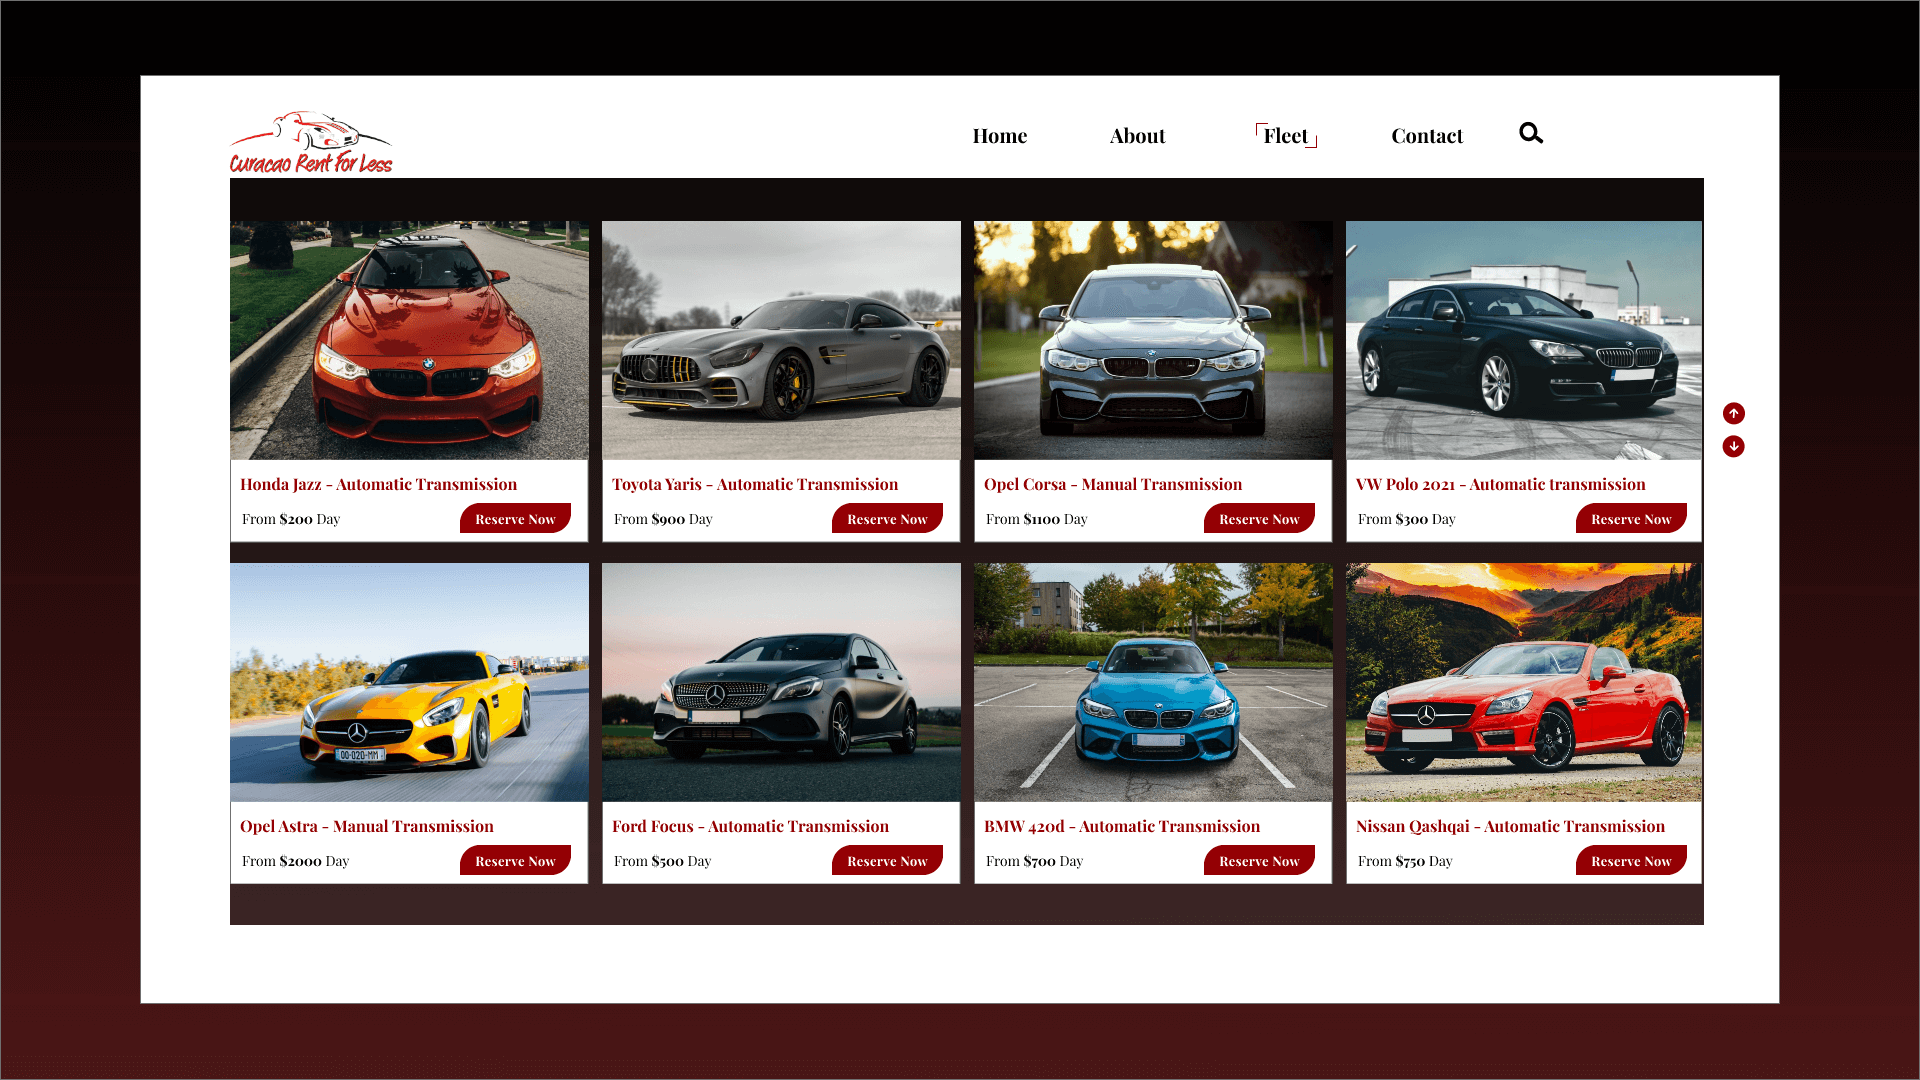 Curacao Rent For Less
Home About Fleet Contact
Honda Jazz - Automatic Transmission
From $200 Day
Reserve Now
Toyota Yaris - Automatic Transmission
From $900 Day
Reserve Now
Opel Corsa - Manual Transmission
From $1100 Day
Reserve Now
VW Polo 2021 - Automatic transmission
From $300 Day
Reserve Now
QO-020-MM
Opel Astra - Manual Transmission
From $2000 Day
Reserve Now
Ford Focus - Automatic Transmission
From $500 Day
Reserve Now
BMW 420d - Automatic Transmission
From $700 Day
Reserve Now
Nissan Qashqai - Automatic Transmission
From $750 Day
Reserve Now